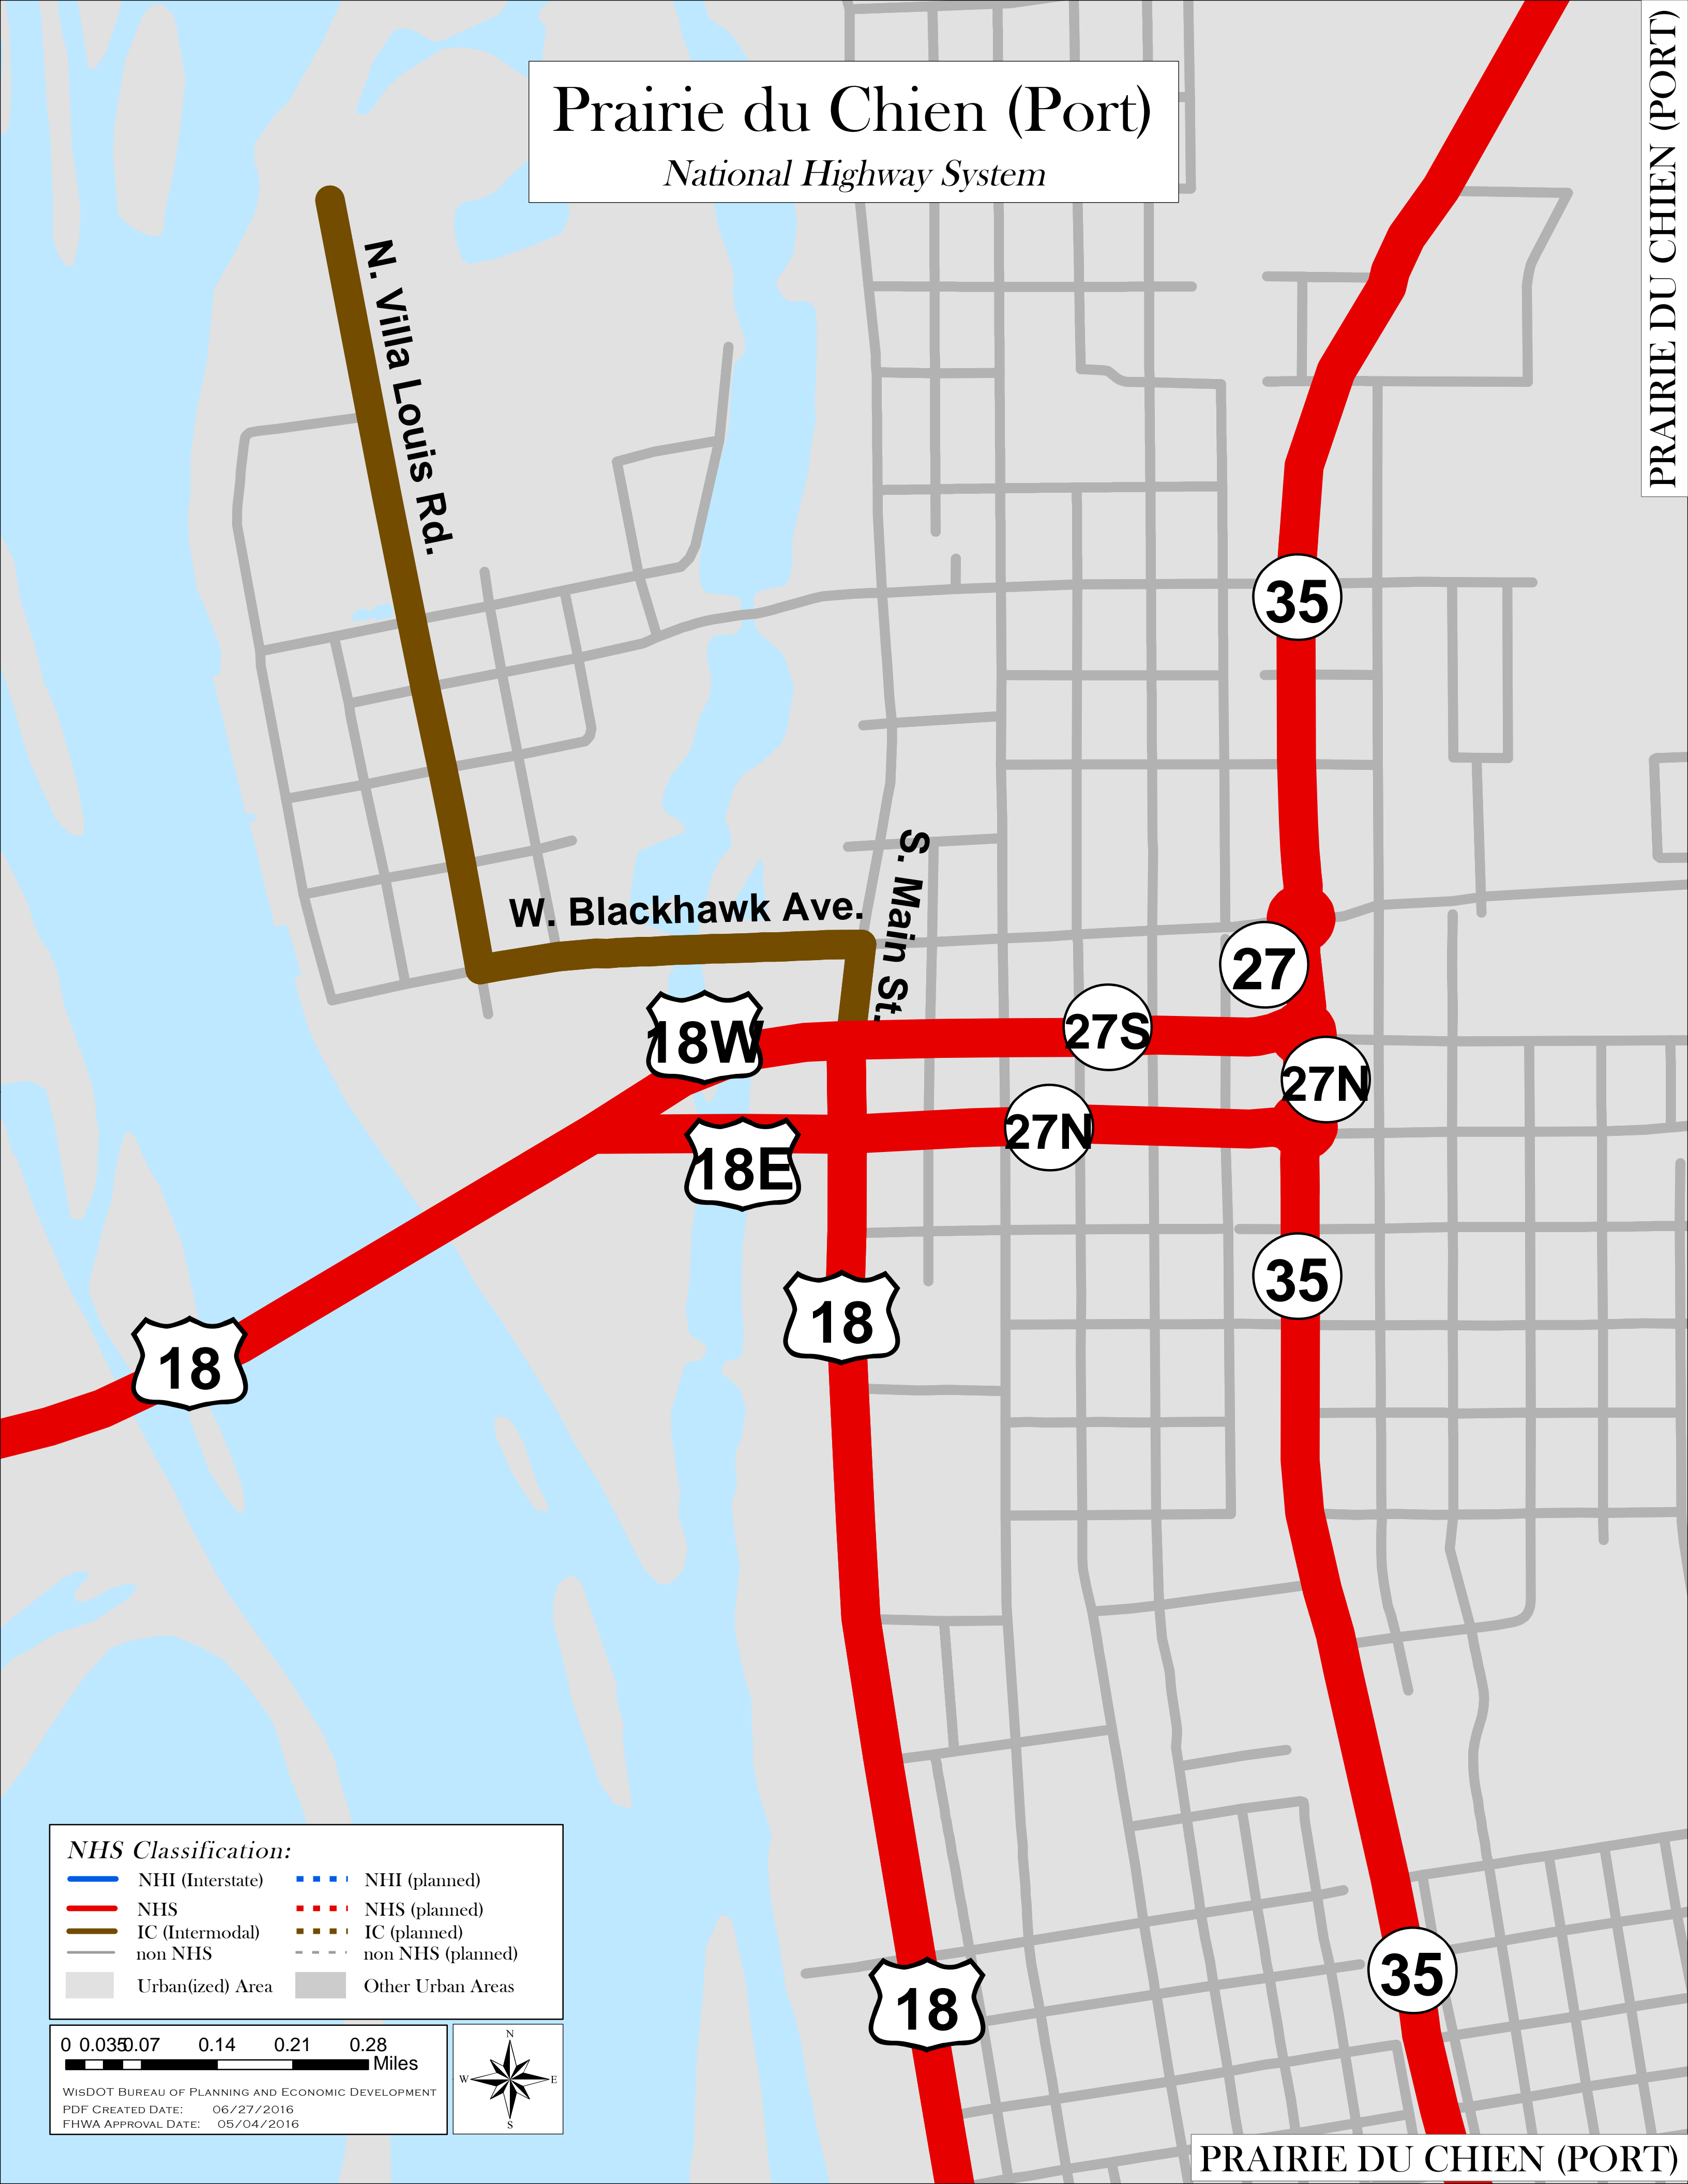 Prairie du Chien (Port)
National Highway System
PRAIRIE DU CHIEN (PORT)
N. Villa Louis Rd.
35
S. Main St.
W. Blackhawk Ave.
27
18W
27S
27N
27N
18E
35
18
18
NHS Classification:
NHI (Interstate)
NHI (planned)
NHS
NHS (planned)
IC (Intermodal)
IC (planned)
non NHS
non NHS (planned)
Urban(ized) Area
Other Urban Areas
35
18
0 0.035 0.07 0.14 0.21 0.28
Miles
WISDOT BUREAU OF PLANNING AND ECONOMIC DEVELOPMENT
PDF CREATED DATE: 06/27/2016
FHWA APPROVAL DATE: 05/04/2016
N
W E
S
PRAIRIE DU CHIEN (PORT)